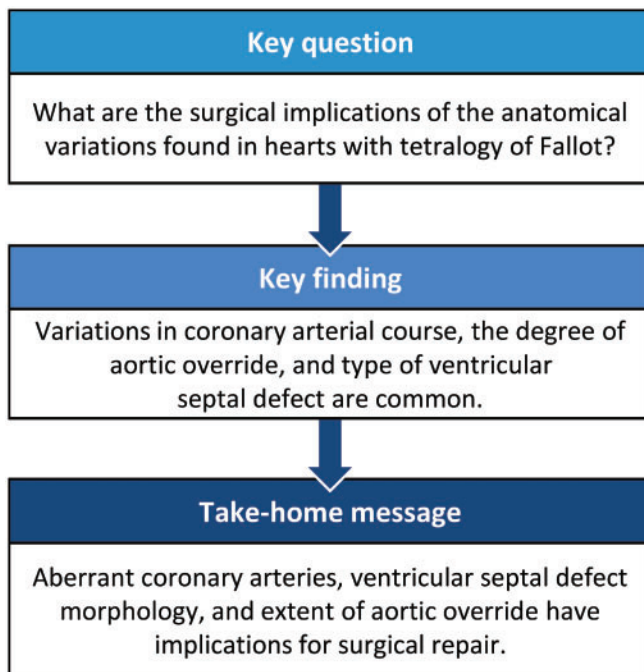 Key question
What are the surgical implications of the anatomical
variations found in hearts with tetralogy of Fallot?
Key finding
Variations in coronary arterial course, the degree of
aortic override, and type of ventricular
septal defect are common.
Take-home message
Aberrant coronary arteries, ventricular septal defect
morphology, and extent of aortic override have
implications for surgical repair.